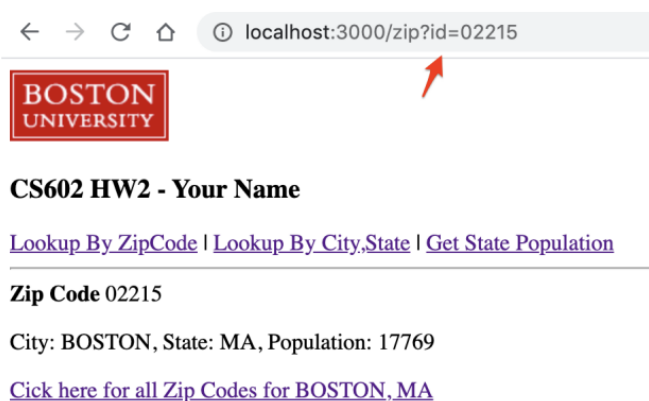 localhost:3000/zip?id=02215
BOSTON
UNIVERSITY
CS602 HW2 - Your Name
Lookup By ZipCode | Lookup By City,State | Get State Population
Zip Code 02215
City: BOSTON, State: MA, Population: 17769
Cick here for all Zip Codes for BOSTON, MA